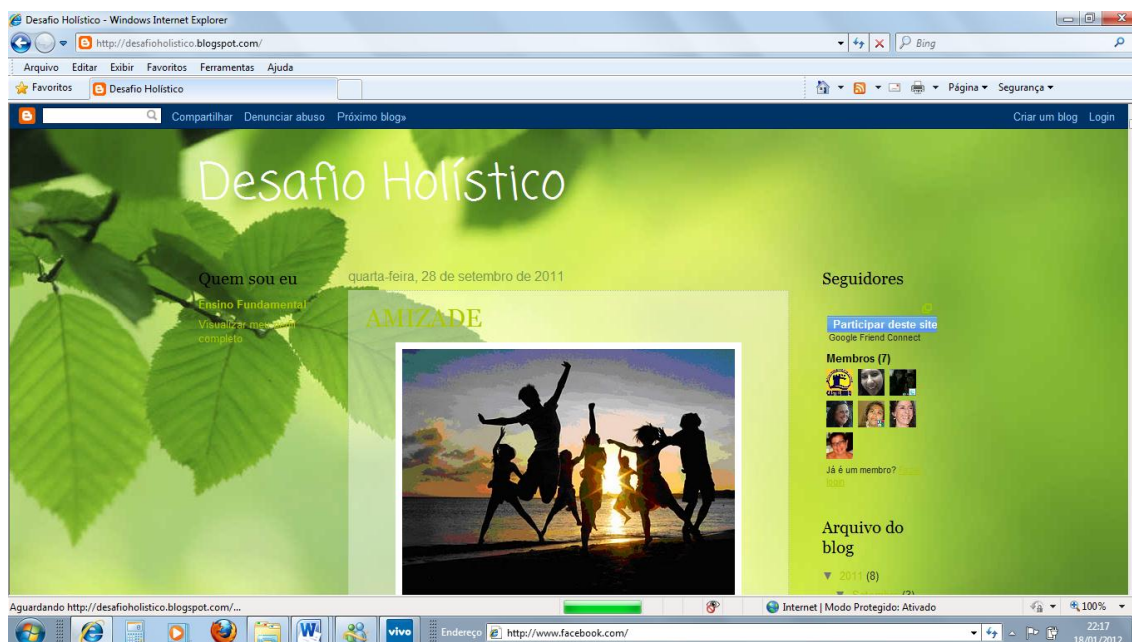 Desafio Holístico - Windows Internet Explorer
http://desafioholistico.blogspot.com/
Bing
Arquivo Editar Exibir Favoritos Ferramentas Ajuda
Favoritos
Desafio Holístico
Página
Segurança
Compartilhar Denunciar abuso Próximo blog»
Criar um blog Login
Desafio Holístico
Quem sou eu
Ensino Fundamental
Visualizar meu perfil
completo
quarta-feira, 28 de setembro de 2011
AMIZADE
Seguidores
Participar deste site
Google Friend Connect
Membros (7)
Já é um membro?
Arquivo do
blog
▼ 2011 (8)
Aguardando http://desafioholistico.blogspot.com/...
Internet | Modo Protegido: Ativado
100%
vivo
Endereço
http://www.facebook.com/
22:17
18/01/2012